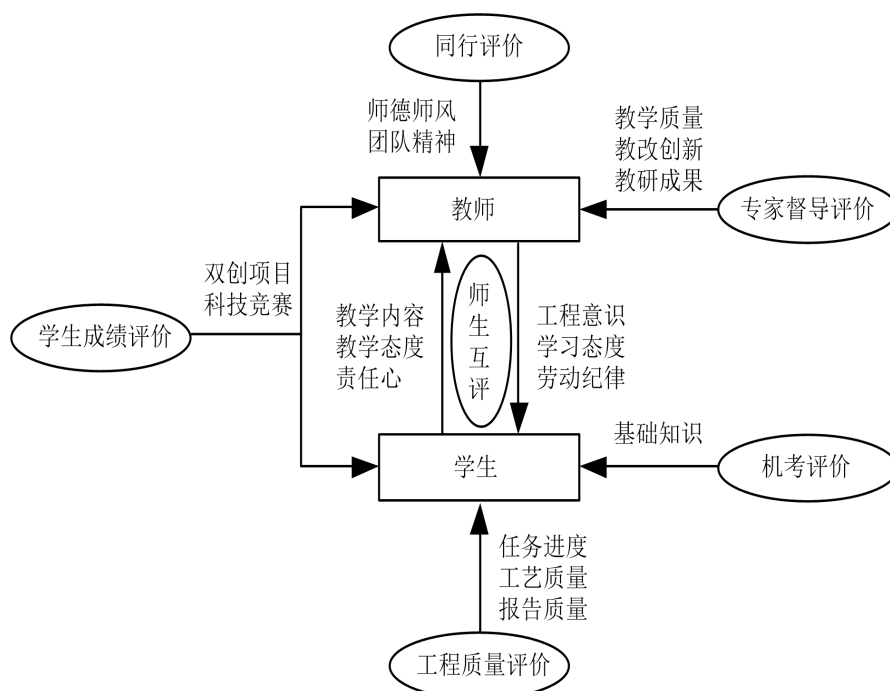 同行评价
师德师风
团队精神
教学质量
教改创新
教研成果
教师
专家督导评价
双创项目
科技竞赛
学生成绩评价
教学内容
教学态度
责任心
师生互评
工程意识
学习态度
劳动纪律
基础知识
学生
机考评价
任务进度
工艺质量
报告质量
工程质量评价